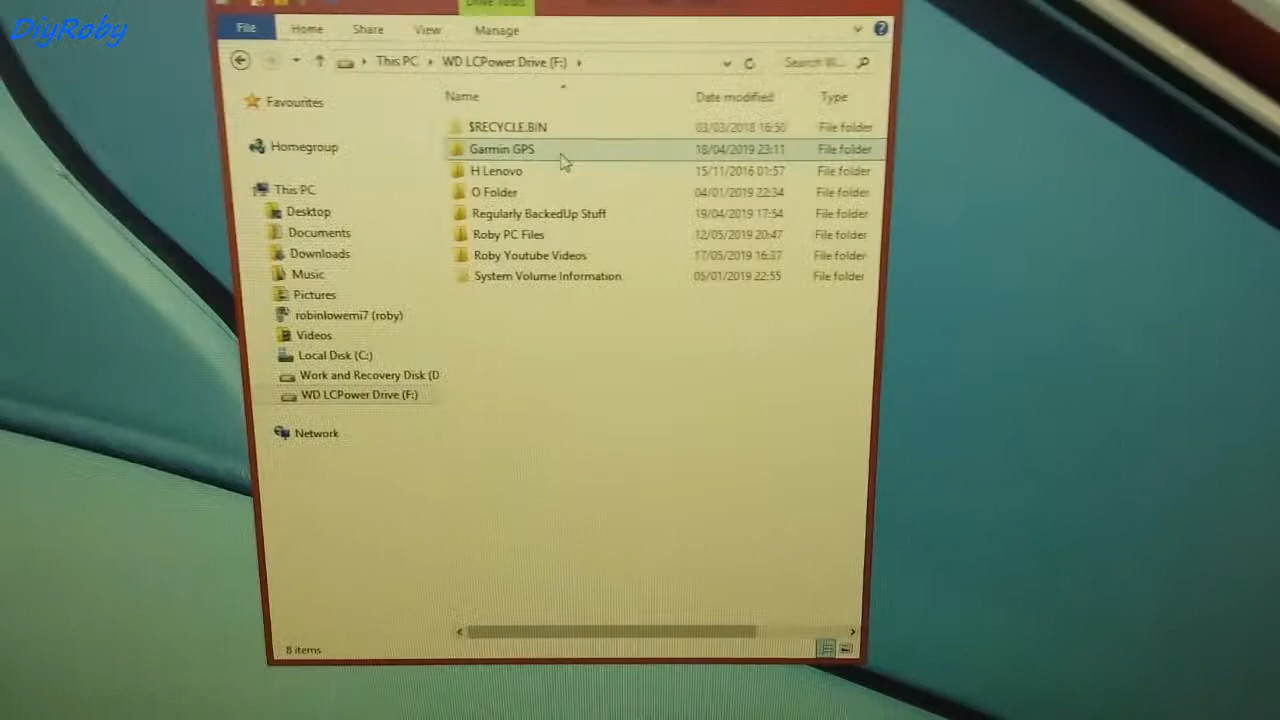 DiyRoby
Drive Tools
File Home Share View Manage
This PC WD LCPower Drive (F:) Search W...
Name Date modified Type
Favourites
Homegroup
This PC
Desktop
Documents
Downloads
Music
Pictures
robinlowemi7 (roby)
Videos
Local Disk (C:)
Work and Recovery Disk (D
WD LCPower Drive (F:)
Network
$RECYCLE.BIN 03/03/2018 16:50 File folder
Garmin GPS 18/04/2019 23:11 File folder
H Lenovo 15/11/2016 01:57 File folder
O Folder 04/01/2019 22:34 File folder
Regularly BackedUp Stuff 19/04/2019 17:54 File folder
Roby PC Files 12/05/2019 20:47 File folder
Roby Youtube Videos 17/05/2019 16:37 File folder
System Volume Information 05/01/2019 22:55 File folder
8 items